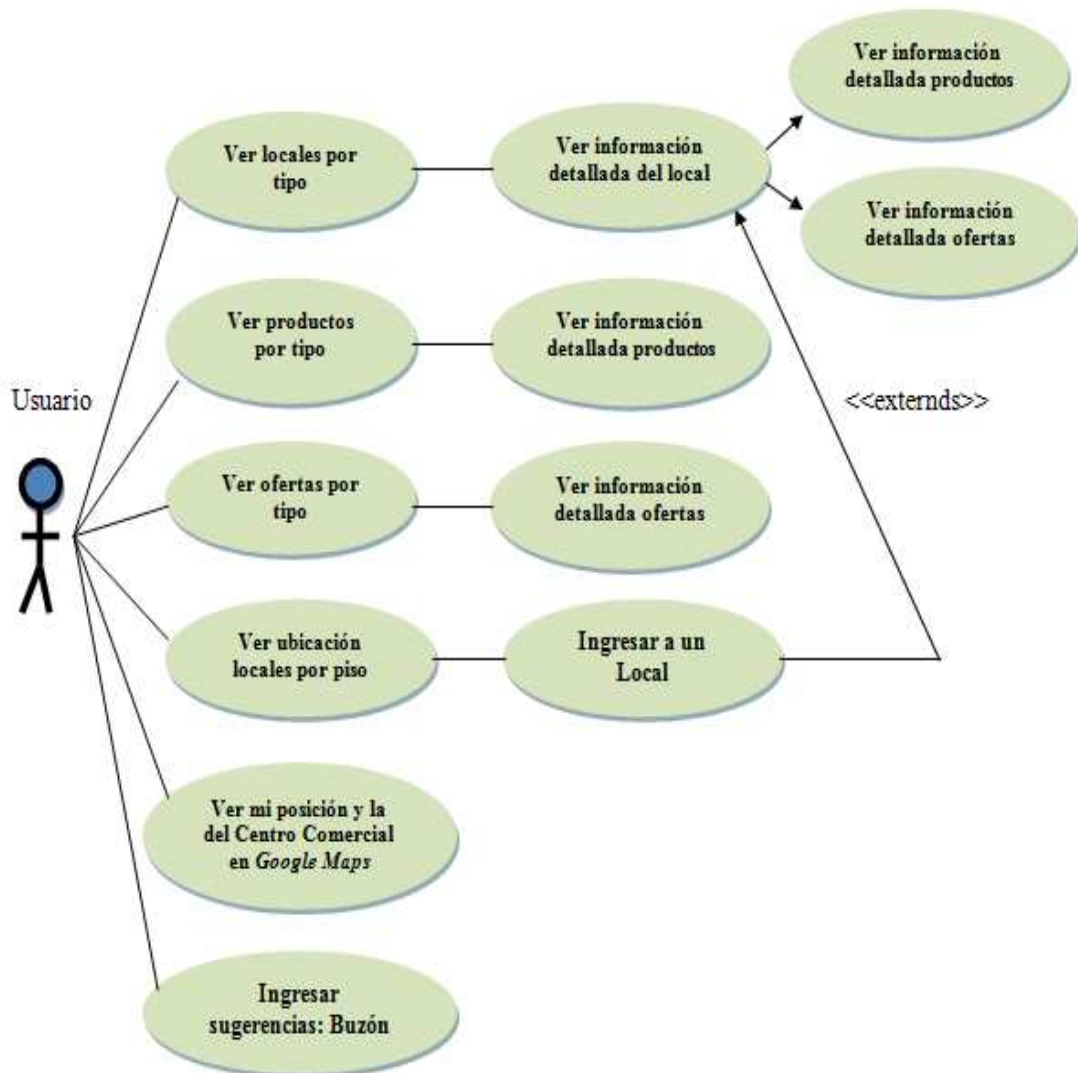 Ver información
detallada productos
Ver locales por
tipo
Ver información
detallada del local
Ver información
detallada ofertas
Ver productos
por tipo
Ver información
detallada productos
Usuario
<<externds>>
Ver ofertas por
tipo
Ver información
detallada ofertas
Ver ubicación
locales por piso
Ingresar a un
Local
Ver mi posición y la
del Centro Comercial
en Google Maps
Ingresar
sugerencias: Buzón